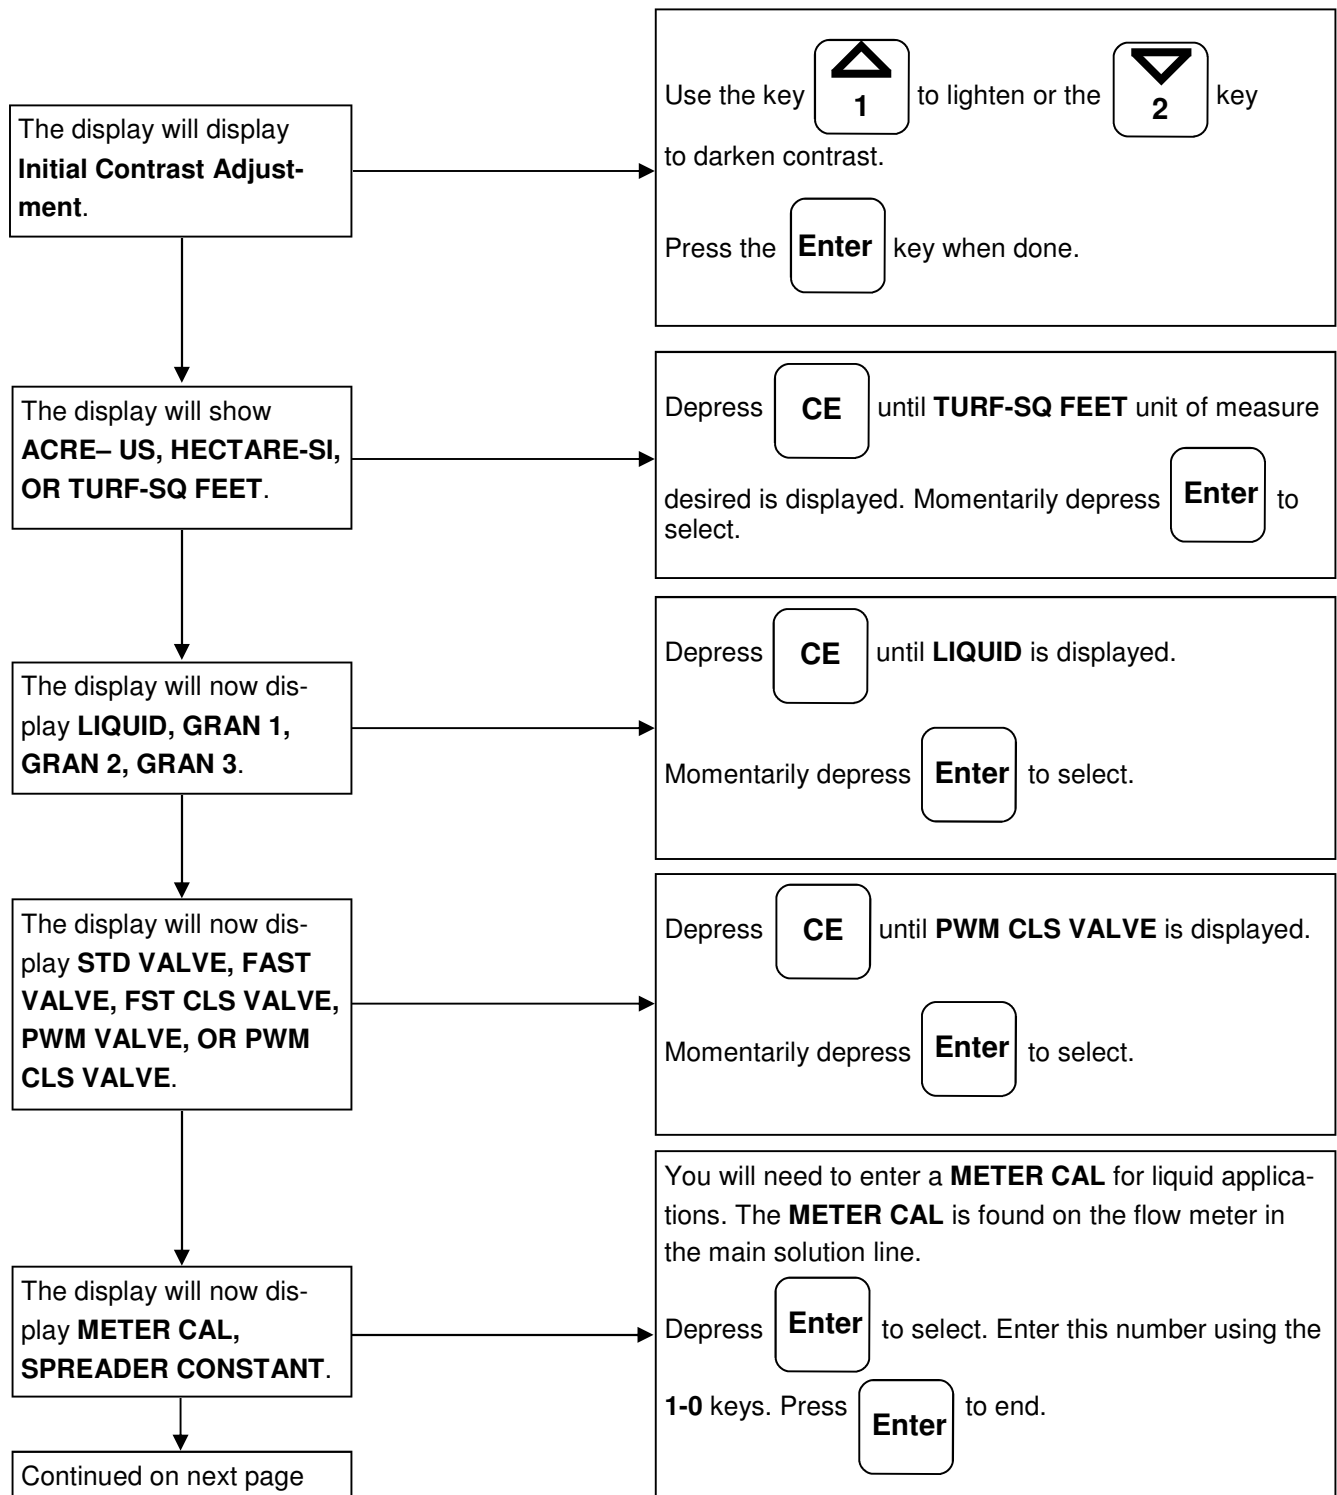 The display will display
Initial Contrast Adjust-
ment.
Use the key 1 to lighten or the 2 key
to darken contrast.
Press the Enter key when done.
The display will show
ACRE– US, HECTARE-SI,
OR TURF-SQ FEET.
Depress CE until TURF-SQ FEET unit of measure
desired is displayed. Momentarily depress Enter to
select.
The display will now dis-
play LIQUID, GRAN 1,
GRAN 2, GRAN 3.
Depress CE until LIQUID is displayed.
Momentarily depress Enter to select.
The display will now dis-
play STD VALVE, FAST
VALVE, FST CLS VALVE,
PWM VALVE, OR PWM
CLS VALVE.
Depress CE until PWM CLS VALVE is displayed.
Momentarily depress Enter to select.
The display will now dis-
play METER CAL,
SPREADER CONSTANT.
You will need to enter a METER CAL for liquid applica-
tions. The METER CAL is found on the flow meter in
the main solution line.
Depress Enter to select. Enter this number using the
1-0 keys. Press Enter to end.
Continued on next page